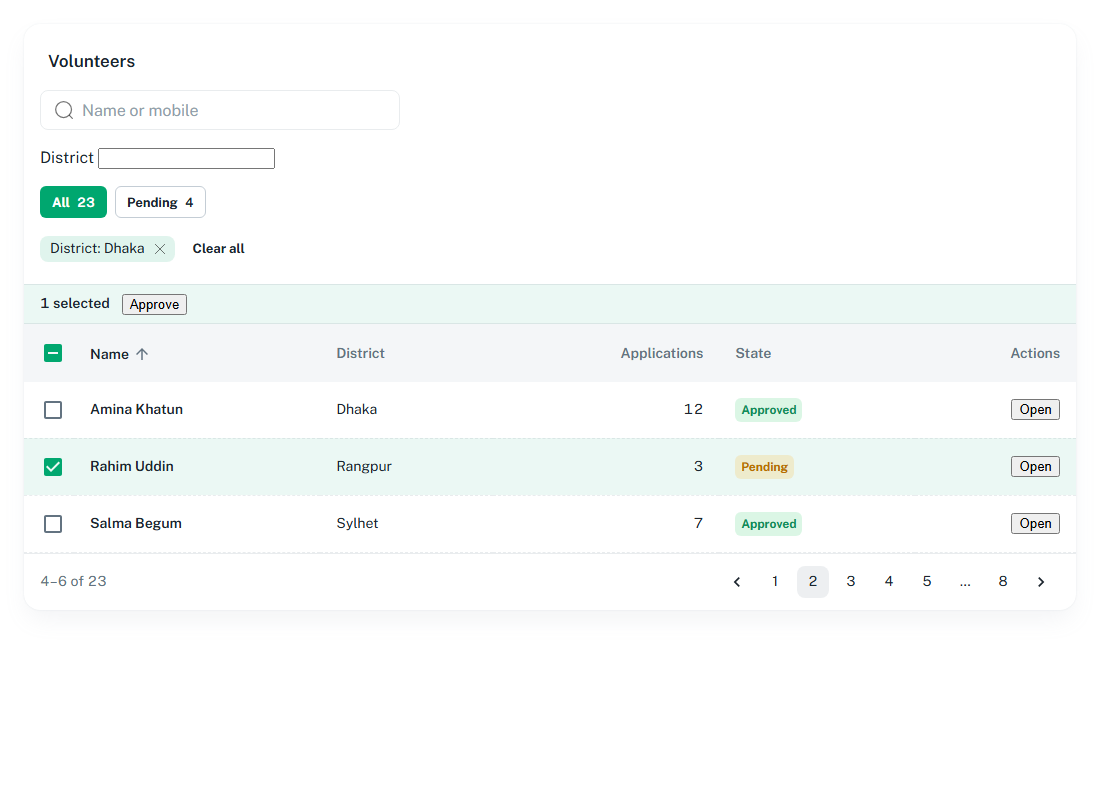 Volunteers
Name or mobile
District
All 23 Pending 4
District: Dhaka Clear all
1 selected Approve
Name District Applications State Actions
Amina Khatun Dhaka 12 Approved Open
Rahim Uddin Rangpur 3 Pending Open
Salma Begum Sylhet 7 Approved Open
4–6 of 23 1 2 3 4 5 ... 8